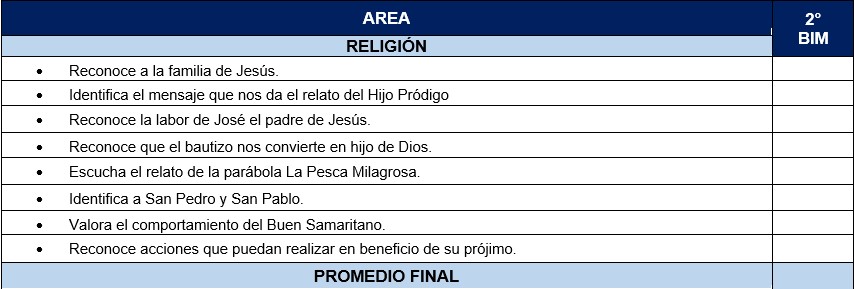 AREA
2°
BIM
RELIGIÓN
• Reconoce a la familia de Jesús.
• Identifica el mensaje que nos da el relato del Hijo Pródigo
• Reconoce la labor de José el padre de Jesús.
• Reconoce que el bautizo nos convierte en hijo de Dios.
• Escucha el relato de la parábola La Pesca Milagrosa.
• Identifica a San Pedro y San Pablo.
• Valora el comportamiento del Buen Samaritano.
• Reconoce acciones que puedan realizar en beneficio de su prójimo.
PROMEDIO FINAL